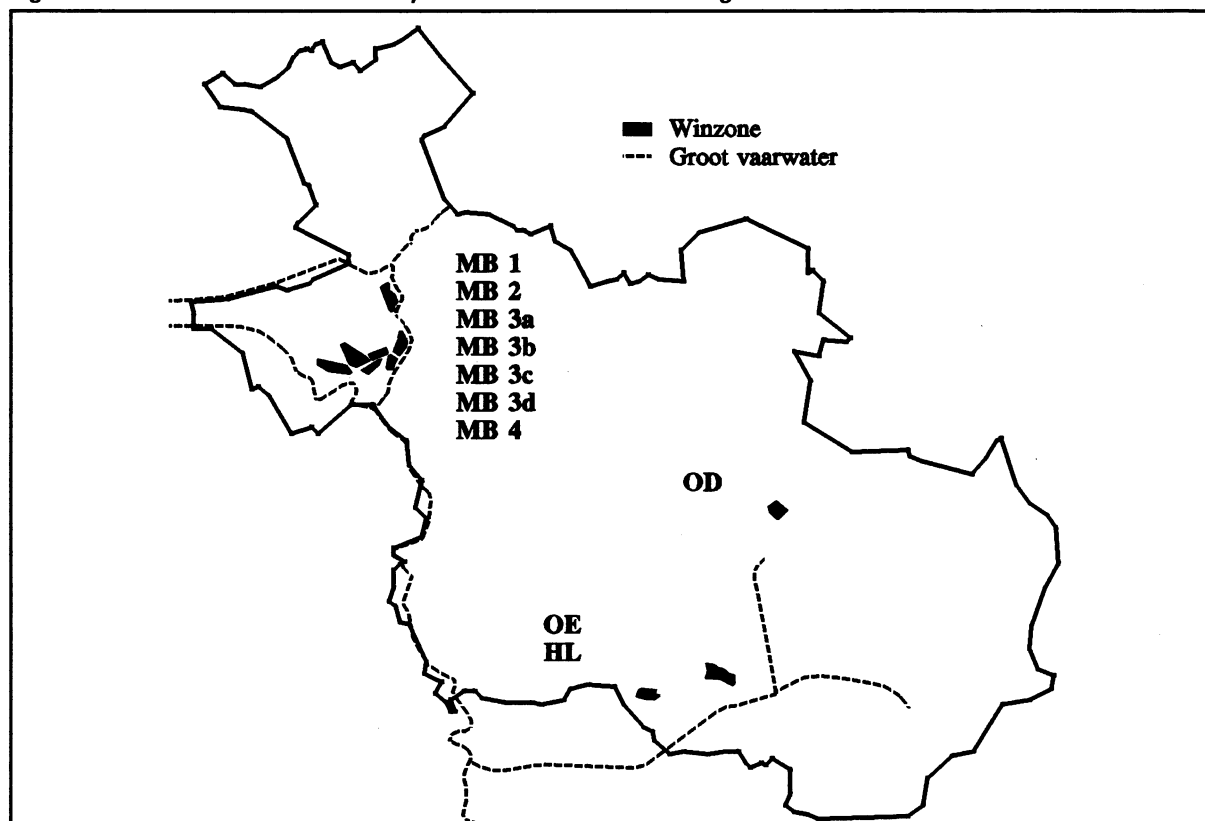 Winzone
Groot vaarwater
MB 1
MB 2
MB 3a
MB 3b
MB 3c
MB 3d
MB 4
OD
OE
HL